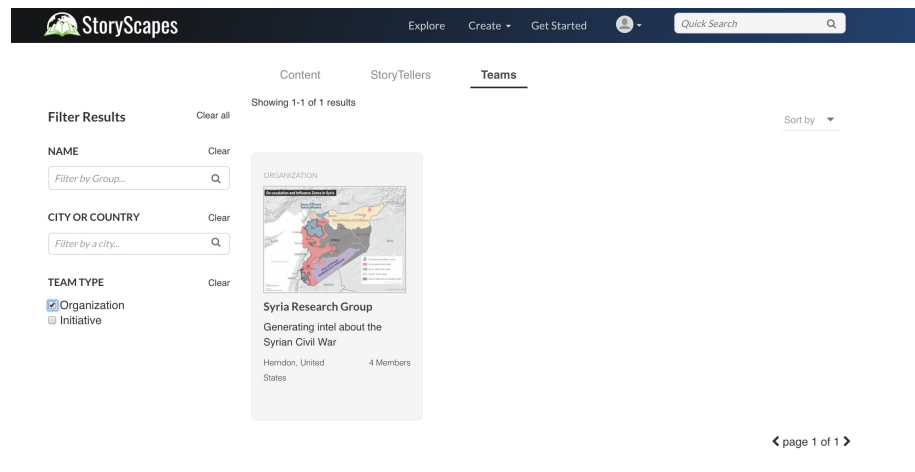 StoryScapes
Explore
Create
Get Started
Quick Search
Content
StoryTellers
Teams
Showing 1-1 of 1 results
Filter Results
Clear all
Sort by
NAME
Clear
Filter by Group...
CITY OR COUNTRY
Clear
Filter by a city...
TEAM TYPE
Clear
Organization
Initiative
ORGANIZATION
De-escalation and Influence Zones in Syria
Syria Research Group
Generating intel about the
Syrian Civil War
Herndon, United
States
4 Members
page 1 of 1